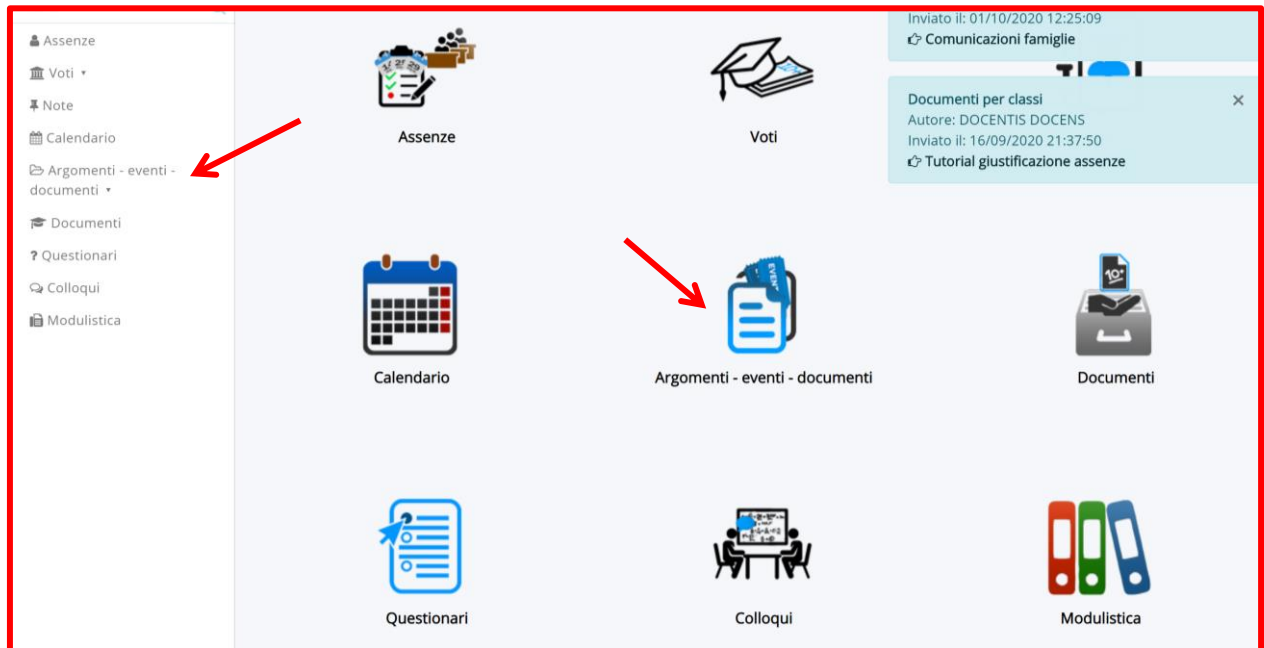 Assenze
Voti
Note
Calendario
Argomenti - eventi -
documenti
Documenti
? Questionari
Colloqui
Modulistica
Inviato il: 01/10/2020 12:25:09
Comunicazioni famiglie
Documenti per classi ×
Autore: DOCENTIS DOCENS
Inviato il: 16/09/2020 21:37:50
Tutorial giustificazione assenze
Assenze
Voti
EVEN
10
Calendario
Argomenti - eventi - documenti
Documenti
Questionari
Colloqui
Modulistica